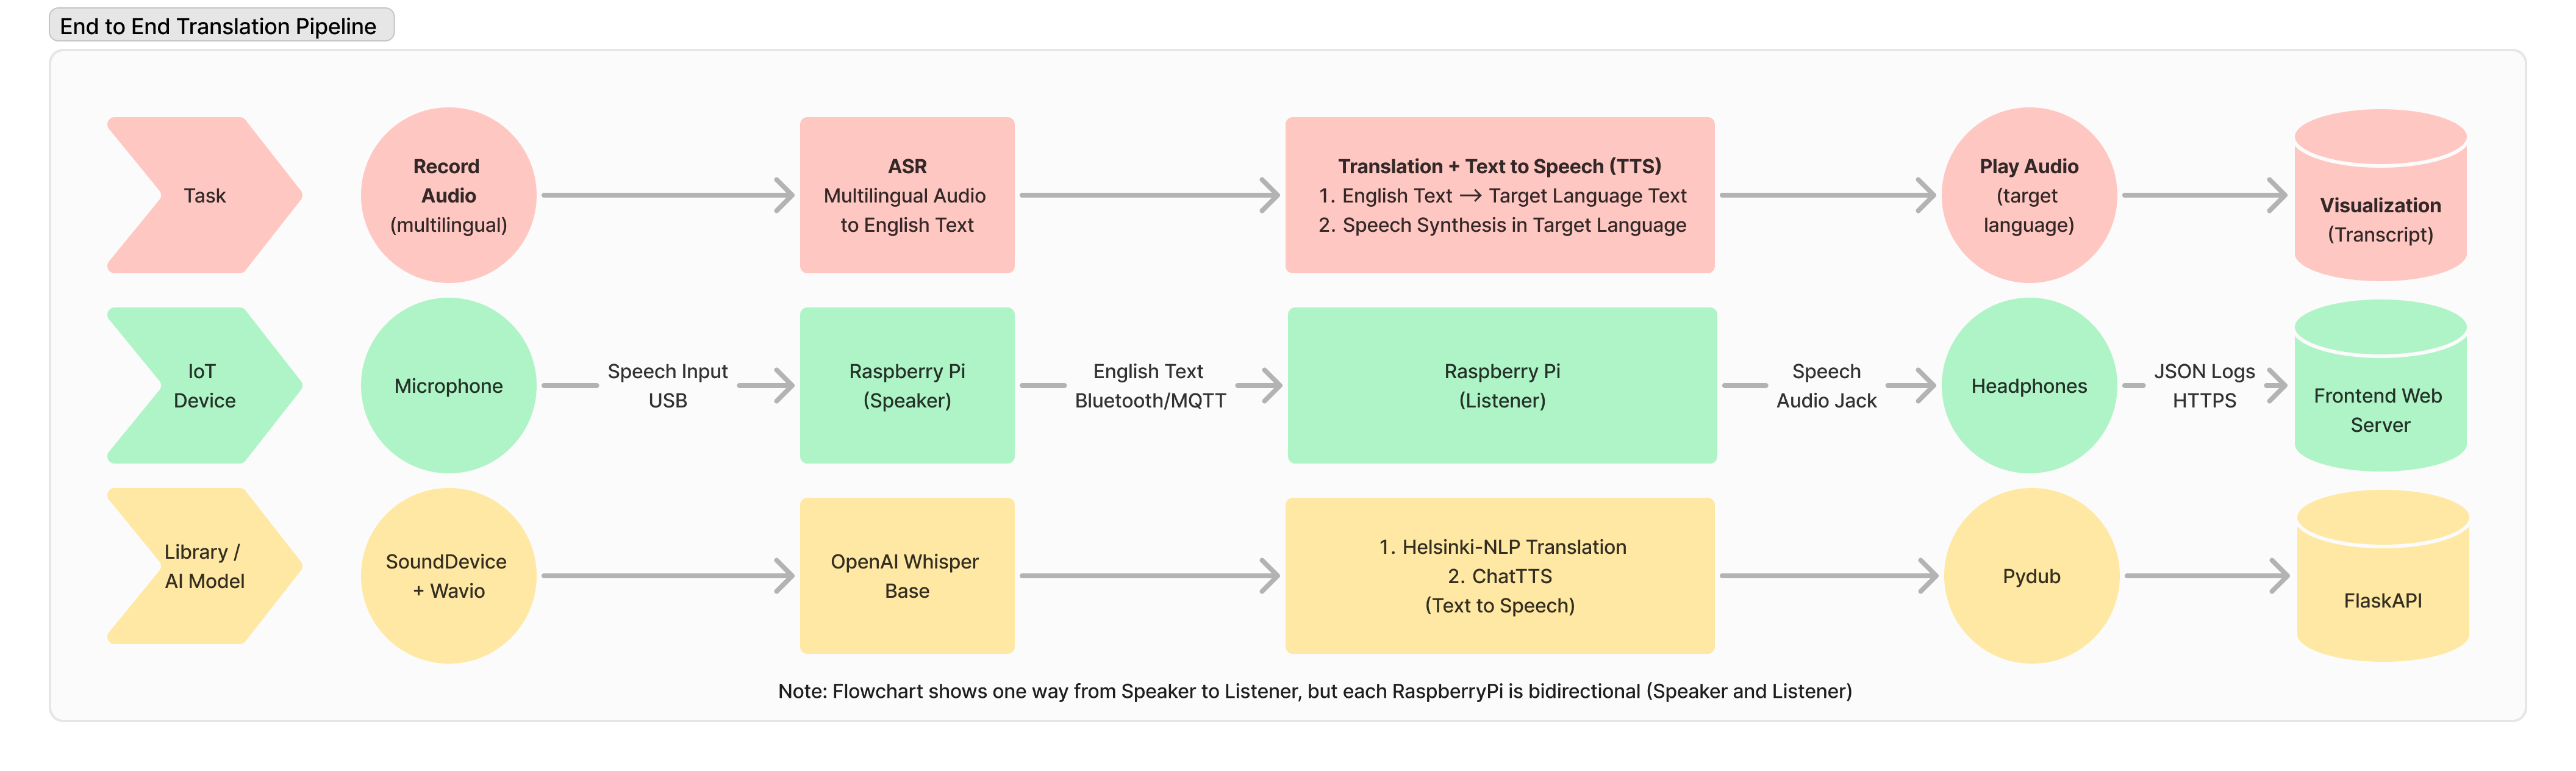 End to End Translation Pipeline
Task
Record
Audio
(multilingual)
ASR
Multilingual Audio
to English Text
Translation + Text to Speech (TTS)
1. English Text → Target Language Text
2. Speech Synthesis in Target Language
Play Audio
(target
language)
Visualization
(Transcript)
IoT
Device
Microphone
Speech Input
USB
Raspberry Pi
(Speaker)
English Text
Bluetooth/MQTT
Raspberry Pi
(Listener)
Speech
Audio Jack
Headphones
JSON Logs
HTTPS
Frontend Web
Server
Library /
AI Model
SoundDevice
+ Wavio
OpenAI Whisper
Base
1. Helsinki-NLP Translation
2. ChatTTS
(Text to Speech)
Pydub
FlaskAPI
Note: Flowchart shows one way from Speaker to Listener, but each RaspberryPi is bidirectional (Speaker and Listener)